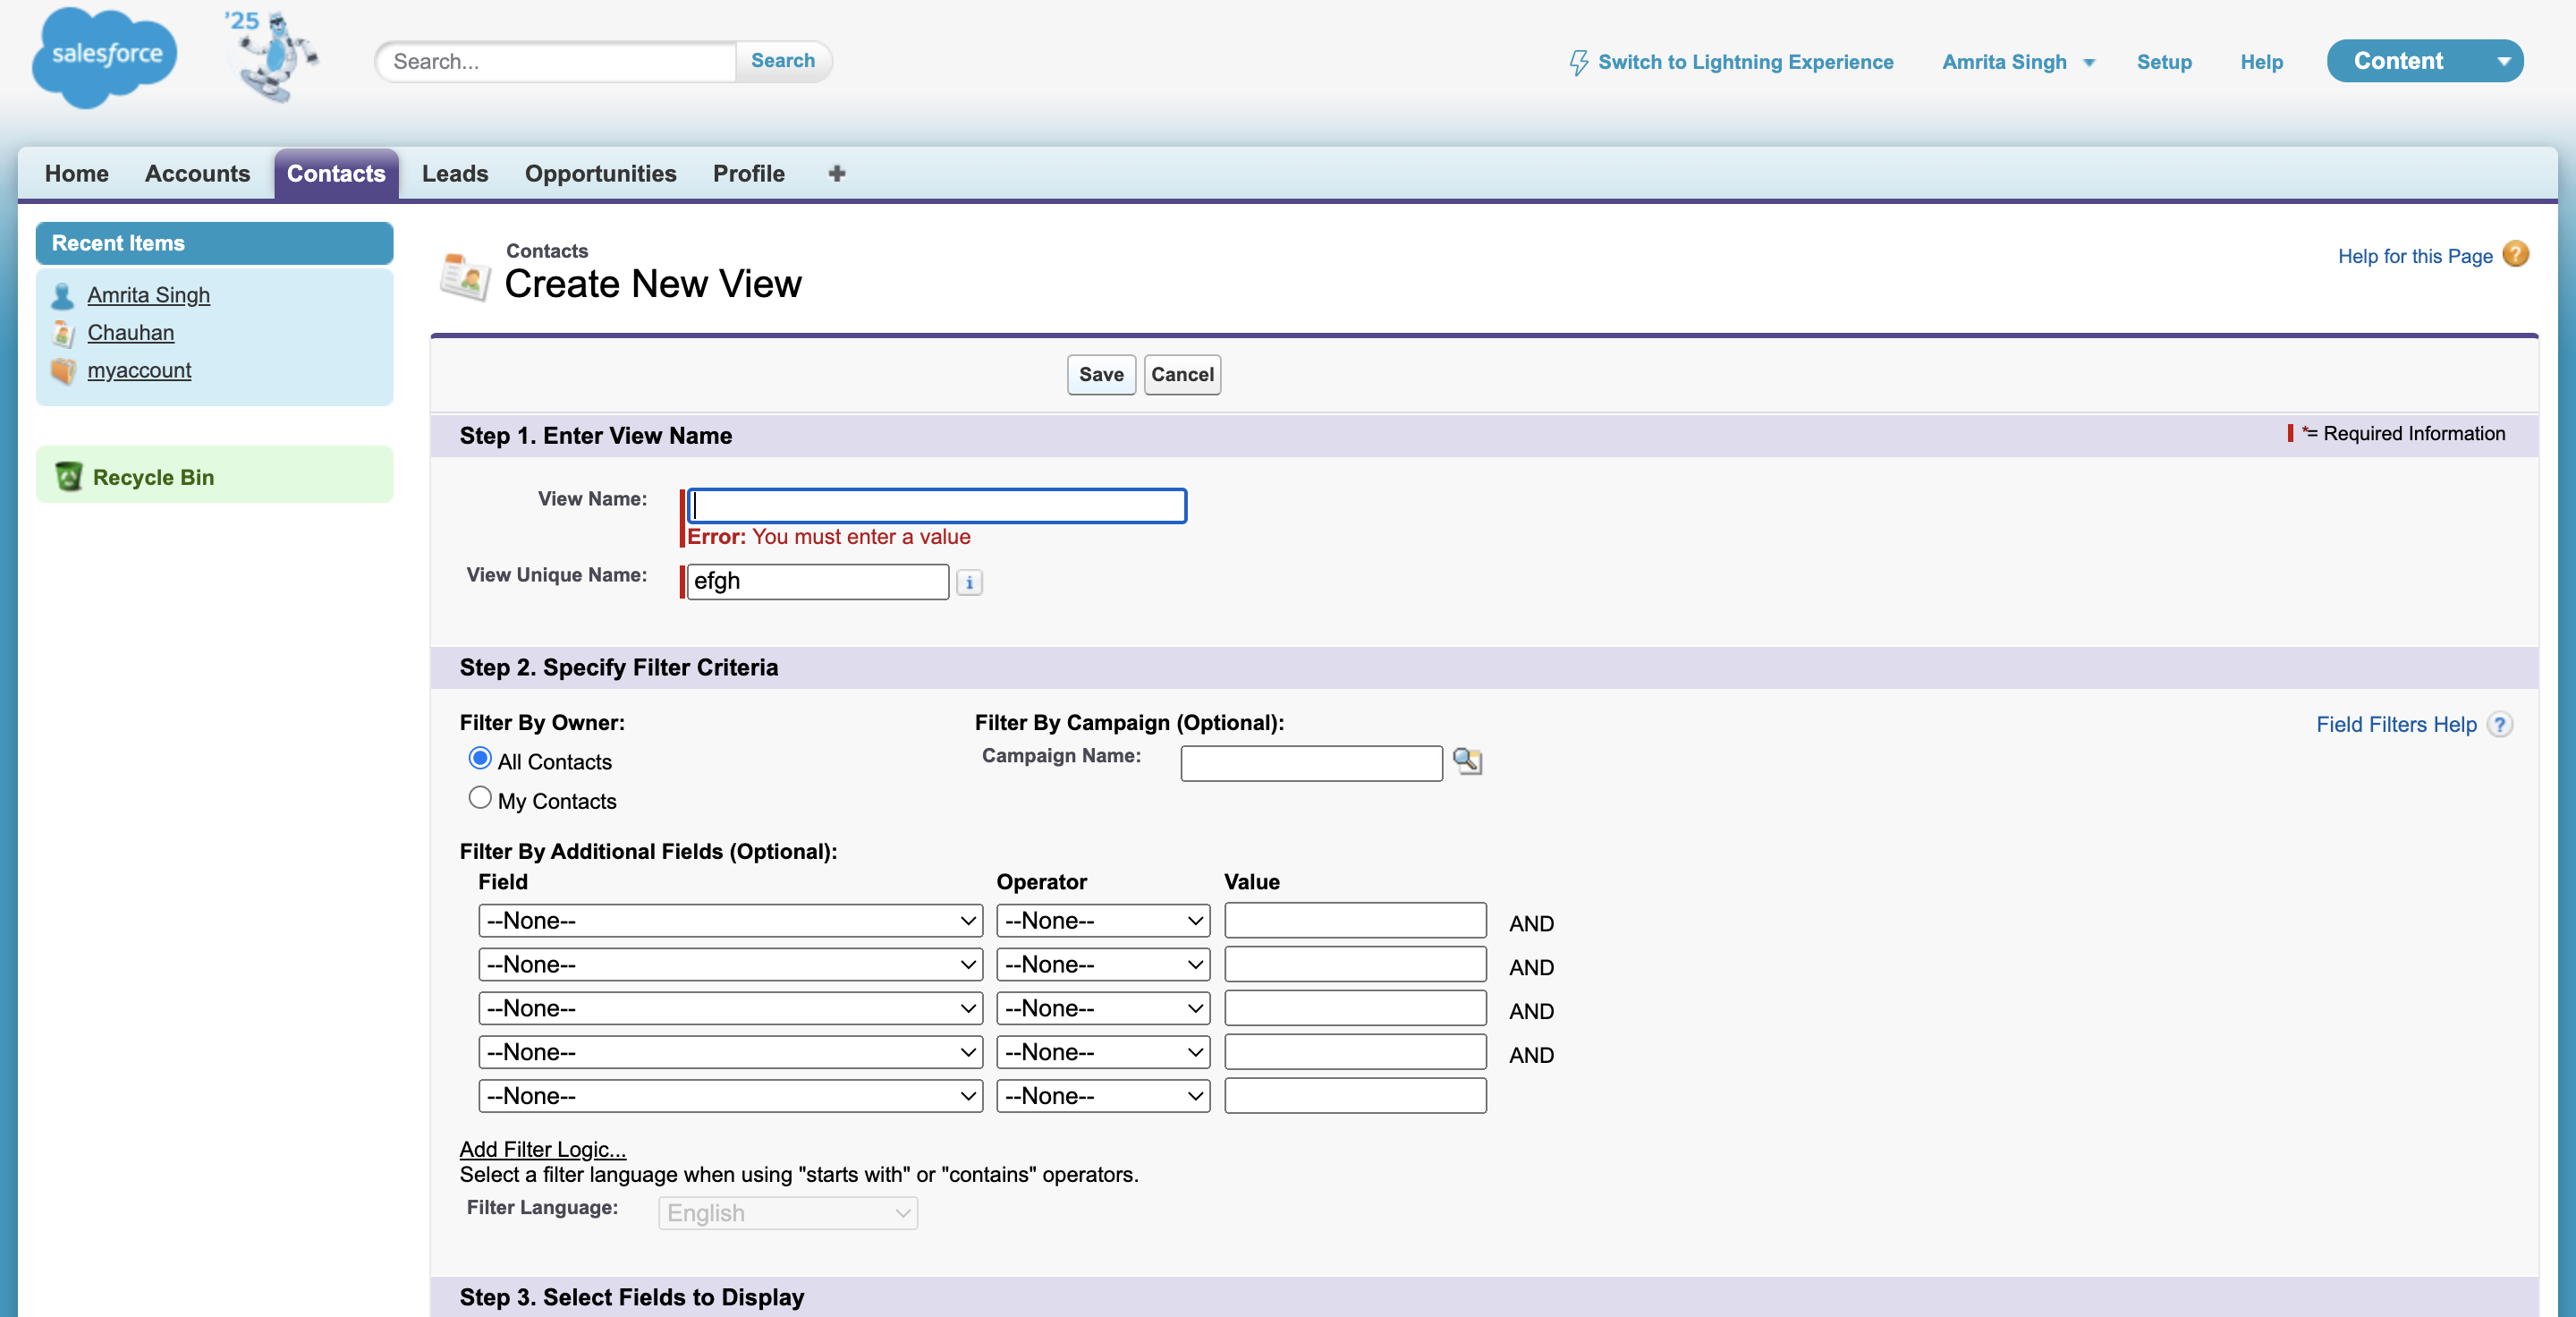 salesforce
'25
Search...
Search
Switch to Lightning Experience
Amrita Singh
Setup
Help
Content
Home
Accounts
Contacts
Leads
Opportunities
Profile
+
Recent Items
Amrita Singh
Chauhan
myaccount
Recycle Bin
Contacts
Create New View
Help for this Page ?
Save
Cancel
Step 1. Enter View Name
*= Required Information
View Name:
Error: You must enter a value
View Unique Name:
efgh
i
Step 2. Specify Filter Criteria
Filter By Owner:
All Contacts
My Contacts
Filter By Campaign (Optional):
Campaign Name:
Field Filters Help ?
Filter By Additional Fields (Optional):
Field Operator Value
--None-- --None-- AND
--None-- --None-- AND
--None-- --None-- AND
--None-- --None-- AND
--None-- --None--
Add Filter Logic...
Select a filter language when using "starts with" or "contains" operators.
Filter Language: English
Step 3. Select Fields to Display